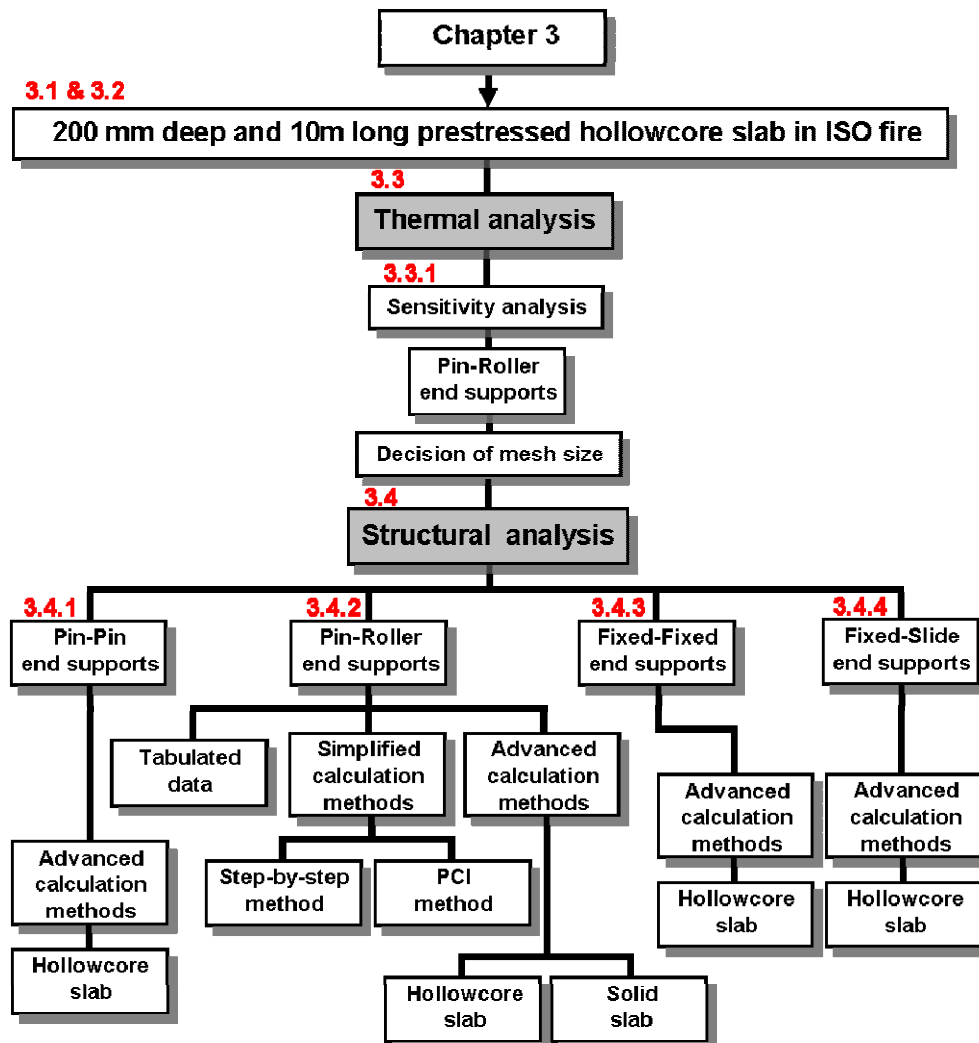 Chapter 3
3.1 & 3.2
200 mm deep and 10m long prestressed hollowcore slab in ISO fire
3.3
Thermal analysis
3.3.1
Sensitivity analysis
Pin-Roller
end supports
Decision of mesh size
3.4
Structural analysis
3.4.1
Pin-Pin
end supports
3.4.2
Pin-Roller
end supports
3.4.3
Fixed-Fixed
end supports
3.4.4
Fixed-Slide
end supports
Tabulated
data
Simplified
calculation
methods
Advanced
calculation
methods
Advanced
calculation
methods
Advanced
calculation
methods
Advanced
calculation
methods
Step-by-step
method
PCI
method
Hollowcore
slab
Hollowcore
slab
Hollowcore
slab
Hollowcore
slab
Solid
slab